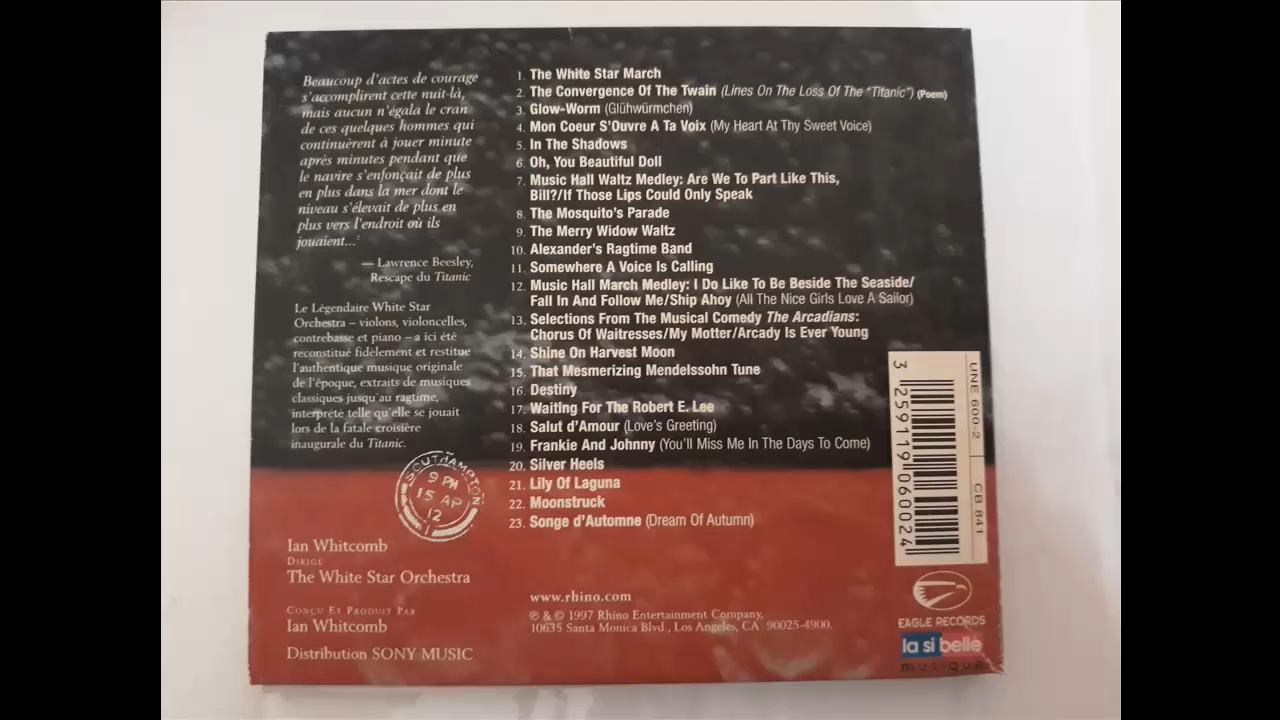 Beaucoup d'actes de courage
s'accomplirent cette nuit-là,
mais aucun n'égala le cran
de ces quelques hommes qui
continuèrent à jouer minute
après minutes pendant que
le navire s'enfonçait de plus
en plus dans la mer dont le
niveau s'élevait de plus en
plus vers l'endroit où ils
jouaient...²
— Lawrence Beesley,
Rescape du Titanic
Le Légendaire White Star
Orchestra – violons, violoncelles,
contrebasse et piano – a ici été
reconstitué fidèlement et restitue
l'authentique musique originale
de l'époque, extraits de musiques
classiques jusqu'au ragtime,
interprété telle qu'elle se jouait
lors de la fatale croisière
inaugurale du Titanic.
SOUTHAMPTON
9 PM
15 AP
12
1
Ian Whitcomb
DIRIGE
The White Star Orchestra
CONÇU ET PRODUIT PAR
Ian Whitcomb
Distribution SONY MUSIC
1. The White Star March
2. The Convergence Of The Twain (Lines On The Loss Of The "Titanic") (Poem)
3. Glow-Worm (Glühwürmchen)
4. Mon Coeur S'Ouvre A Ta Voix (My Heart At Thy Sweet Voice)
5. In The Shadows
6. Oh, You Beautiful Doll
7. Music Hall Waltz Medley: Are We To Part Like This,
Bill?/If Those Lips Could Only Speak
8. The Mosquito's Parade
9. The Merry Widow Waltz
10. Alexander's Ragtime Band
11. Somewhere A Voice Is Calling
12. Music Hall March Medley: I Do Like To Be Beside The Seaside/
Fall In And Follow Me/Ship Ahoy (All The Nice Girls Love A Sailor)
13. Selections From The Musical Comedy The Arcadians:
Chorus Of Waitresses/My Motter/Arcady Is Ever Young
14. Shine On Harvest Moon
15. That Mesmerizing Mendelssohn Tune
16. Destiny
17. Waiting For The Robert E. Lee
18. Salut d'Amour (Love's Greeting)
19. Frankie And Johnny (You'll Miss Me In The Days To Come)
20. Silver Heels
21. Lily Of Laguna
22. Moonstruck
23. Songe d'Automne (Dream Of Autumn)
www.rhino.com
℗ & © 1997 Rhino Entertainment Company,
10635 Santa Monica Blvd., Los Angeles, CA 90025-4900.
UNE 600-2
CB 841
3 259119 060024
EAGLE RECORDS
la si belle
musique